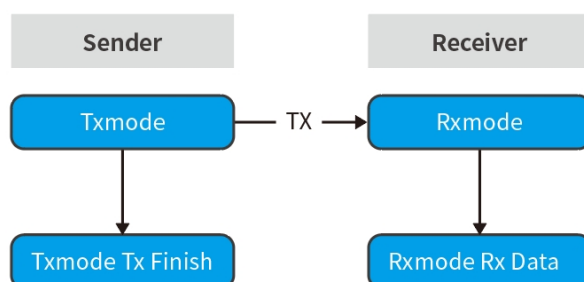 Sender
Receiver
Txmode
TX
Rxmode
Txmode Tx Finish
Rxmode Rx Data